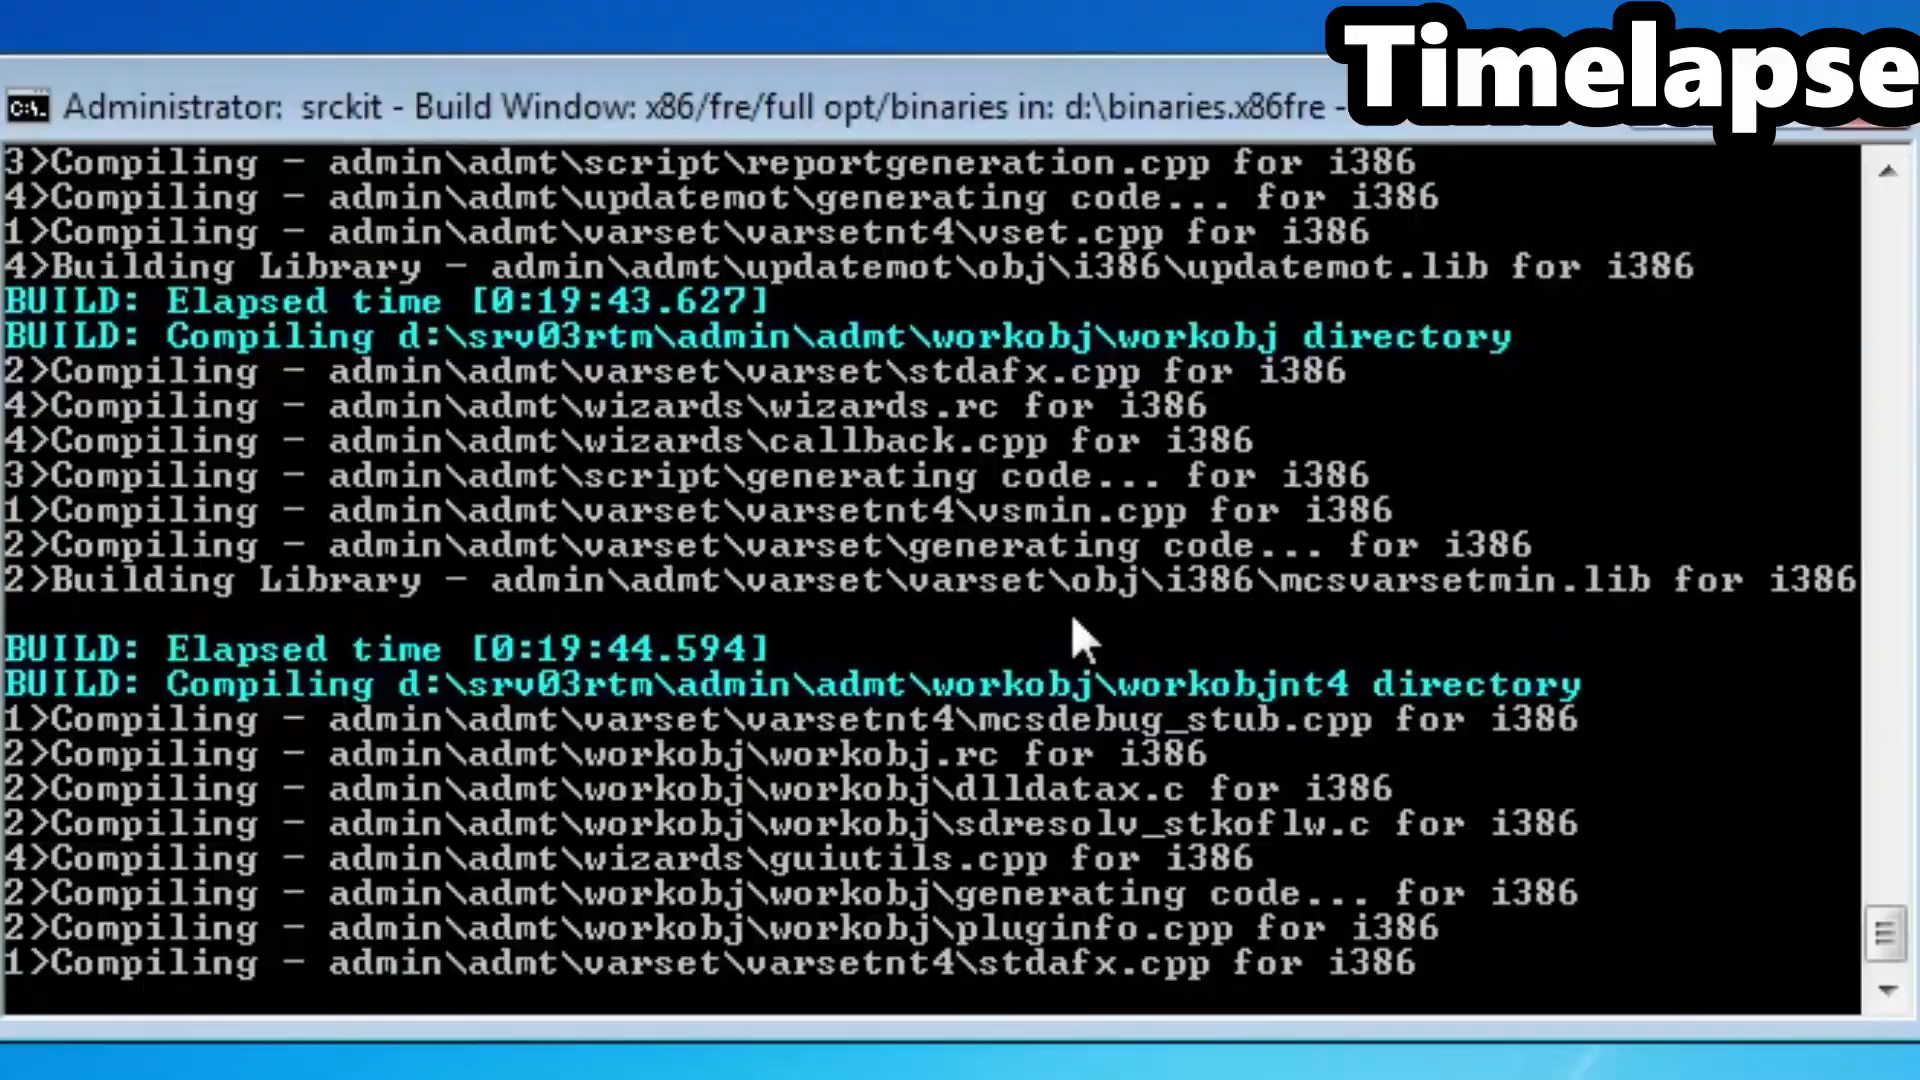 Timelapse
C:\. Administrator: srckit - Build Window: x86/fre/full opt/binaries in: d:\binaries.x86fre -
3>Compiling - admin\admt\script\reportgeneration.cpp for i386
4>Compiling - admin\admt\updatemot\generating code... for i386
1>Compiling - admin\admt\varset\varsetnt4\vset.cpp for i386
4>Building Library - admin\admt\updatemot\obj\i386\updatemot.lib for i386
BUILD: Elapsed time [0:19:43.627]
BUILD: Compiling d:\srv03rtm\admin\admt\workobj\workobj directory
2>Compiling - admin\admt\varset\varset\stdafx.cpp for i386
4>Compiling - admin\admt\wizards\wizards.rc for i386
4>Compiling - admin\admt\wizards\callback.cpp for i386
3>Compiling - admin\admt\script\generating code... for i386
1>Compiling - admin\admt\varset\varsetnt4\vsmin.cpp for i386
2>Compiling - admin\admt\varset\varset\generating code... for i386
2>Building Library - admin\admt\varset\varset\obj\i386\mcsvarsetmin.lib for i386
BUILD: Elapsed time [0:19:44.594]
BUILD: Compiling d:\srv03rtm\admin\admt\workobj\workobjnt4 directory
1>Compiling - admin\admt\varset\varsetnt4\mcsdebug_stub.cpp for i386
2>Compiling - admin\admt\workobj\workobj.rc for i386
2>Compiling - admin\admt\workobj\workobj\dlldatax.c for i386
2>Compiling - admin\admt\workobj\workobj\sdresolv_stkoflw.c for i386
4>Compiling - admin\admt\wizards\guiutils.cpp for i386
2>Compiling - admin\admt\workobj\workobj\generating code... for i386
2>Compiling - admin\admt\workobj\workobj\pluginfo.cpp for i386
1>Compiling - admin\admt\varset\varsetnt4\stdafx.cpp for i386